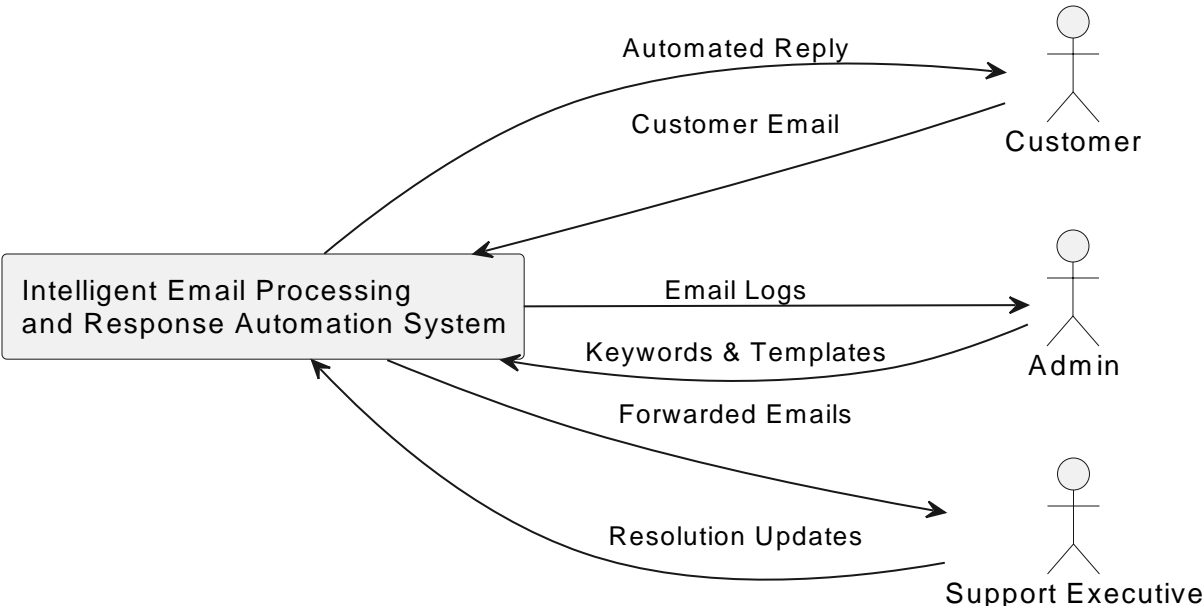 Automated Reply
Customer Email
Customer
Intelligent Email Processing
and Response Automation System
Email Logs
Keywords & Templates
Admin
Forwarded Emails
Resolution Updates
Support Executive